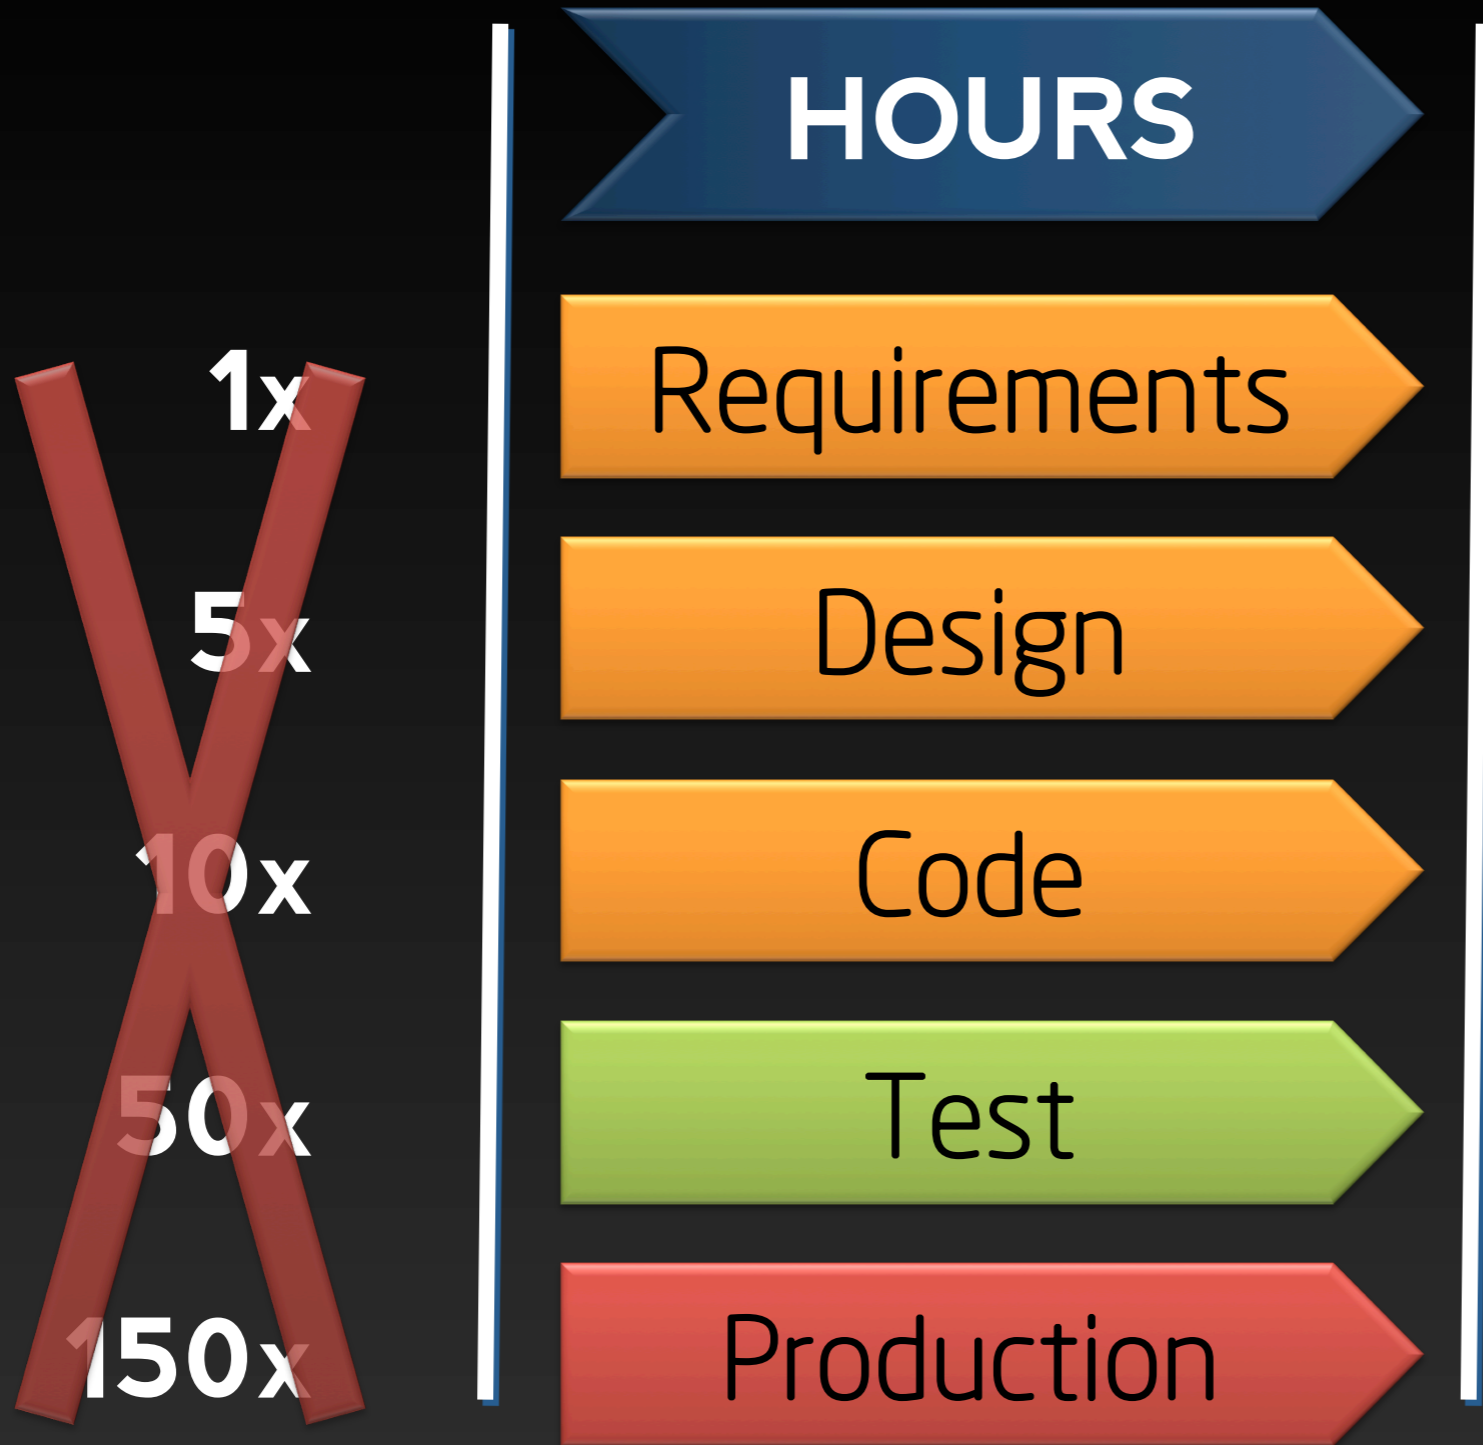 HOURS
1x
Requirements
5x
Design
10x
Code
50x
Test
150x
Production